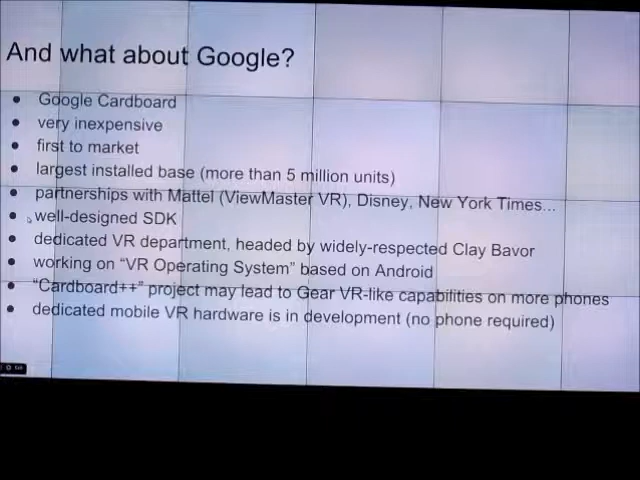 And what about Google?
● Google Cardboard
● very inexpensive
● first to market
● largest installed base (more than 5 million units)
● partnerships with Mattel (ViewMaster VR), Disney, New York Times...
● well-designed SDK
● dedicated VR department, headed by widely-respected Clay Bavor
● working on “VR Operating System” based on Android
● “Cardboard++” project may lead to Gear VR-like capabilities on more phones
● dedicated mobile VR hardware is in development (no phone required)